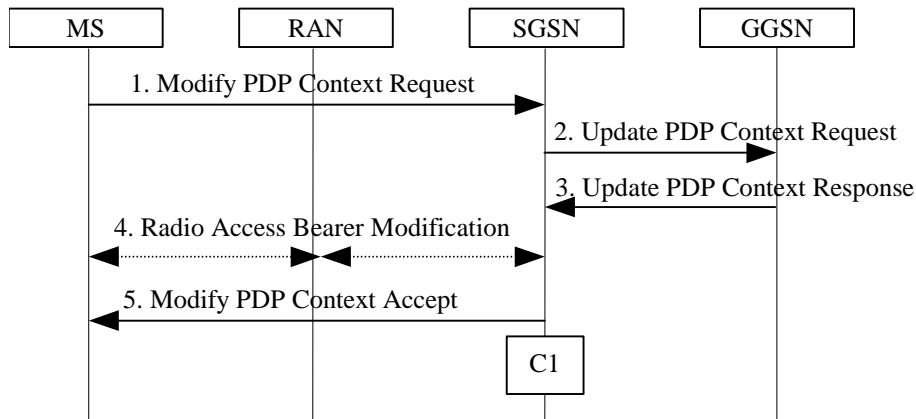 MS RAN SGSN GGSN
1. Modify PDP Context Request
2. Update PDP Context Request
3. Update PDP Context Response
4. Radio Access Bearer Modification
5. Modify PDP Context Accept
C1